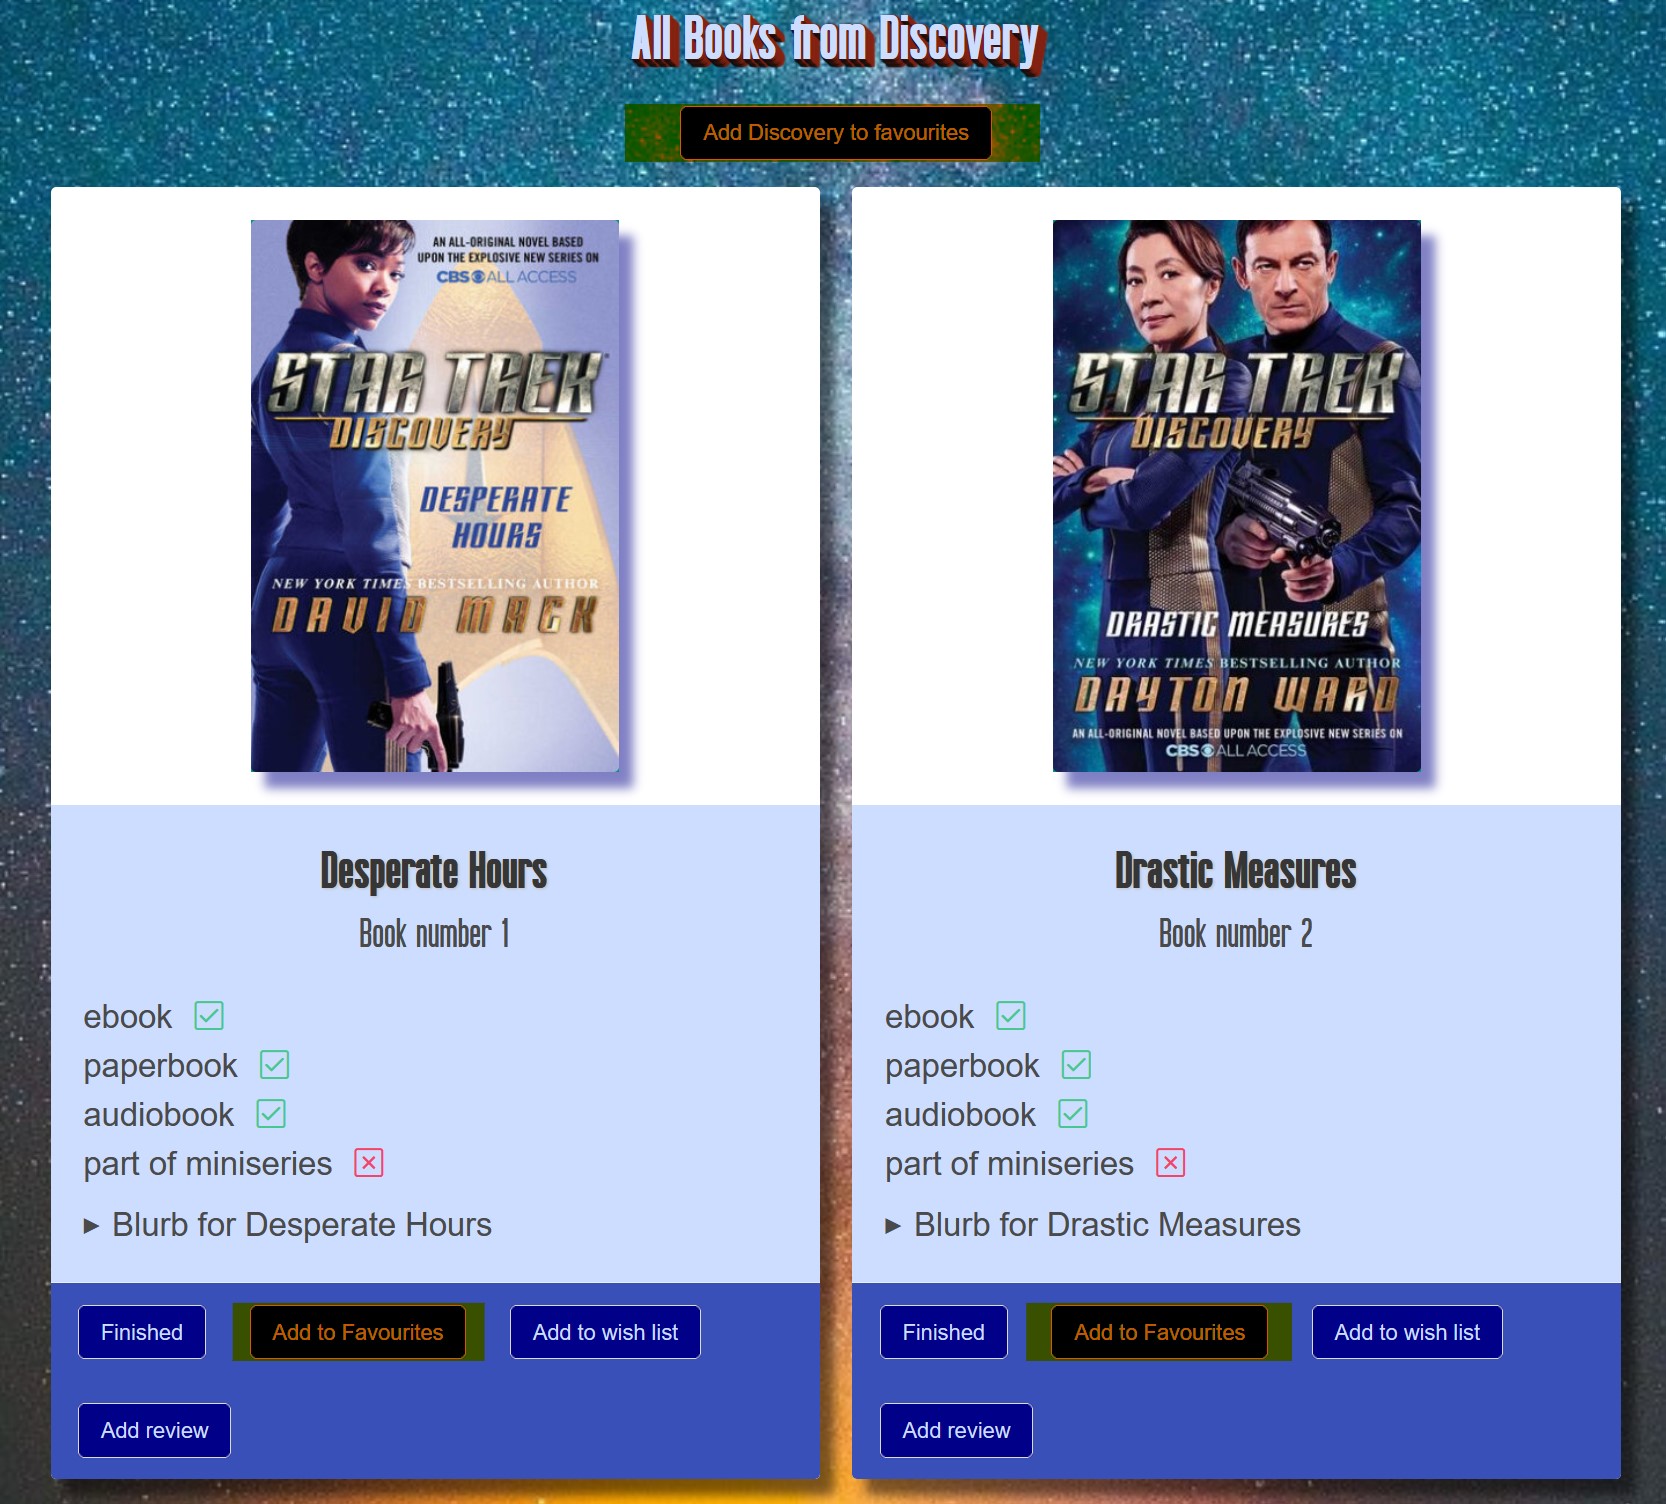 All Books from Discovery
Add Discovery to favourites
AN ALL-ORIGINAL NOVEL BASED
UPON THE EXPLOSIVE NEW SERIES ON
CBS ALL ACCESS
STAR TREK
DISCOVERY
DESPERATE
HOURS
NEW YORK TIMES BESTSELLING AUTHOR
DAVID MACK
Desperate Hours
Book number 1
ebook
paperbook
audiobook
part of miniseries
Blurb for Desperate Hours
Finished
Add to Favourites
Add to wish list
Add review
STAR TREK
DISCOVERY
DRASTIC MEASURES
NEW YORK TIMES BESTSELLING AUTHOR
DAYTON WARD
AN ALL-ORIGINAL NOVEL BASED UPON THE EXPLOSIVE NEW SERIES ON
CBS ALL ACCESS
Drastic Measures
Book number 2
ebook
paperbook
audiobook
part of miniseries
Blurb for Drastic Measures
Finished
Add to Favourites
Add to wish list
Add review